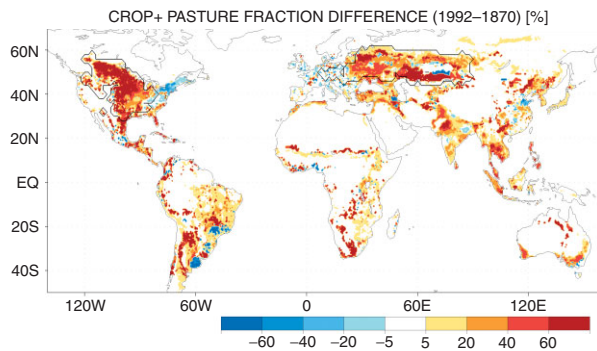 CROP+ PASTURE FRACTION DIFFERENCE (1992–1870) [%]
60N
40N
20N
EQ
20S
40S
120W 60W 0 60E 120E
−60 −40 −20 −5 5 20 40 60